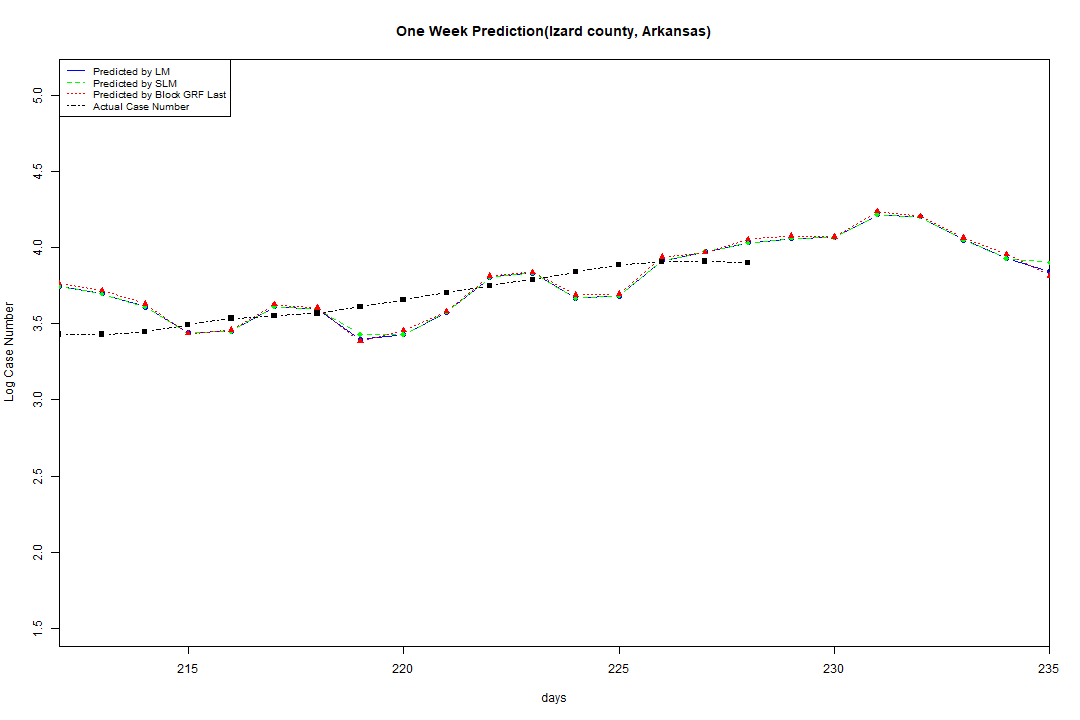 One Week Prediction(Izard county, Arkansas)
Predicted by LM
Predicted by SLM
Predicted by Block GRF Last
Actual Case Number
5.0
4.5
4.0
3.5
3.0
2.5
2.0
1.5
Log Case Number
215
220
225
230
235
days